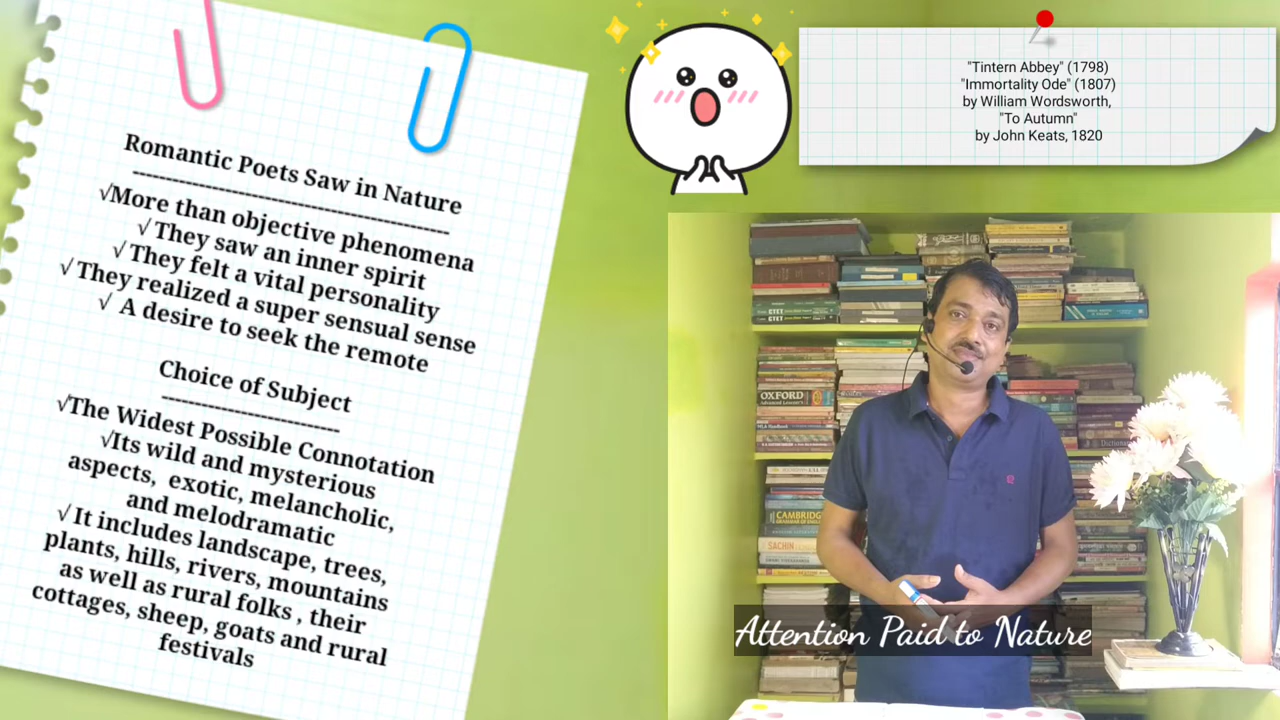 Romantic Poets Saw in Nature
----------------------------------------------
√More than objective phenomena
√ They saw an inner spirit
√ They felt a vital personality
√ They realized a super sensual sense
√ A desire to seek the remote
Choice of Subject
--------------------------
√The Widest Possible Connotation
√Its wild and mysterious
aspects, exotic, melancholic,
and melodramatic
√ It includes landscape, trees,
plants, hills, rivers, mountains
as well as rural folks , their
cottages, sheep, goats and rural
festivals
"Tintern Abbey" (1798)
"Immortality Ode" (1807)
by William Wordsworth,
"To Autumn"
by John Keats, 1820
OXFORD
CAMBRIDGE
SACHIN
Attention Paid to Nature